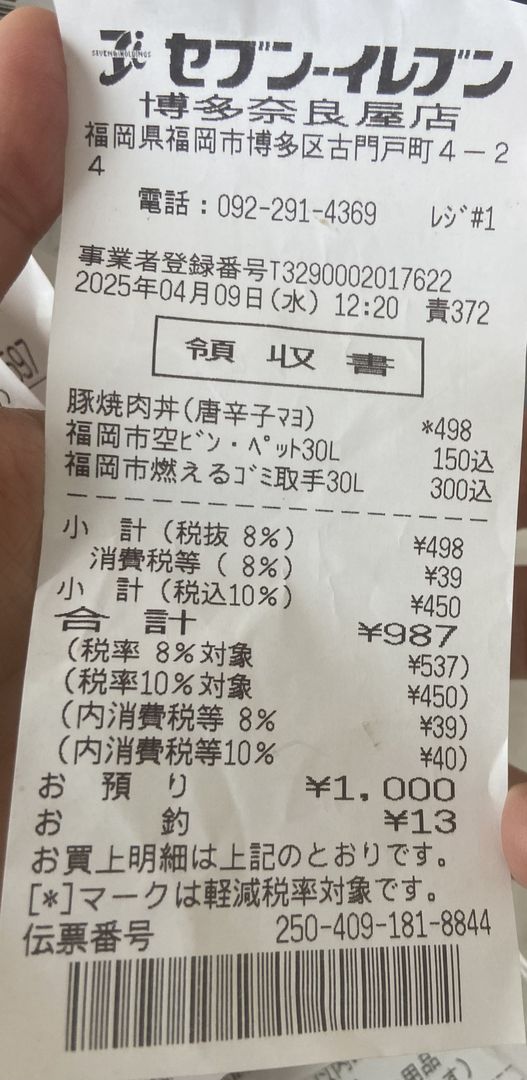 SEVEN&i HOLDINGS
セブン-イレブン
博多奈良屋店
福岡県福岡市博多区古門戸町4-2
4
電話:092-291-4369 レジ#1
事業者登録番号T3290002017622
2025年04月09日(水) 12:20 責372
領収書
豚焼肉丼(唐辛子マヨ) *498
福岡市空ビン・ペット30L 150込
福岡市燃えるゴミ取手30L 300込
小 計(税抜 8%) ¥498
消費税等( 8%) ¥39
小 計(税込10%) ¥450
合 計 ¥987
(税率 8%対象 ¥537)
(税率10%対象 ¥450)
(内消費税等 8% ¥39)
(内消費税等10% ¥40)
お 預 り ¥1,000
お 釣 ¥13
お買上明細は上記のとおりです。
[*]マークは軽減税率対象です。
伝票番号 250-409-181-8844
用品